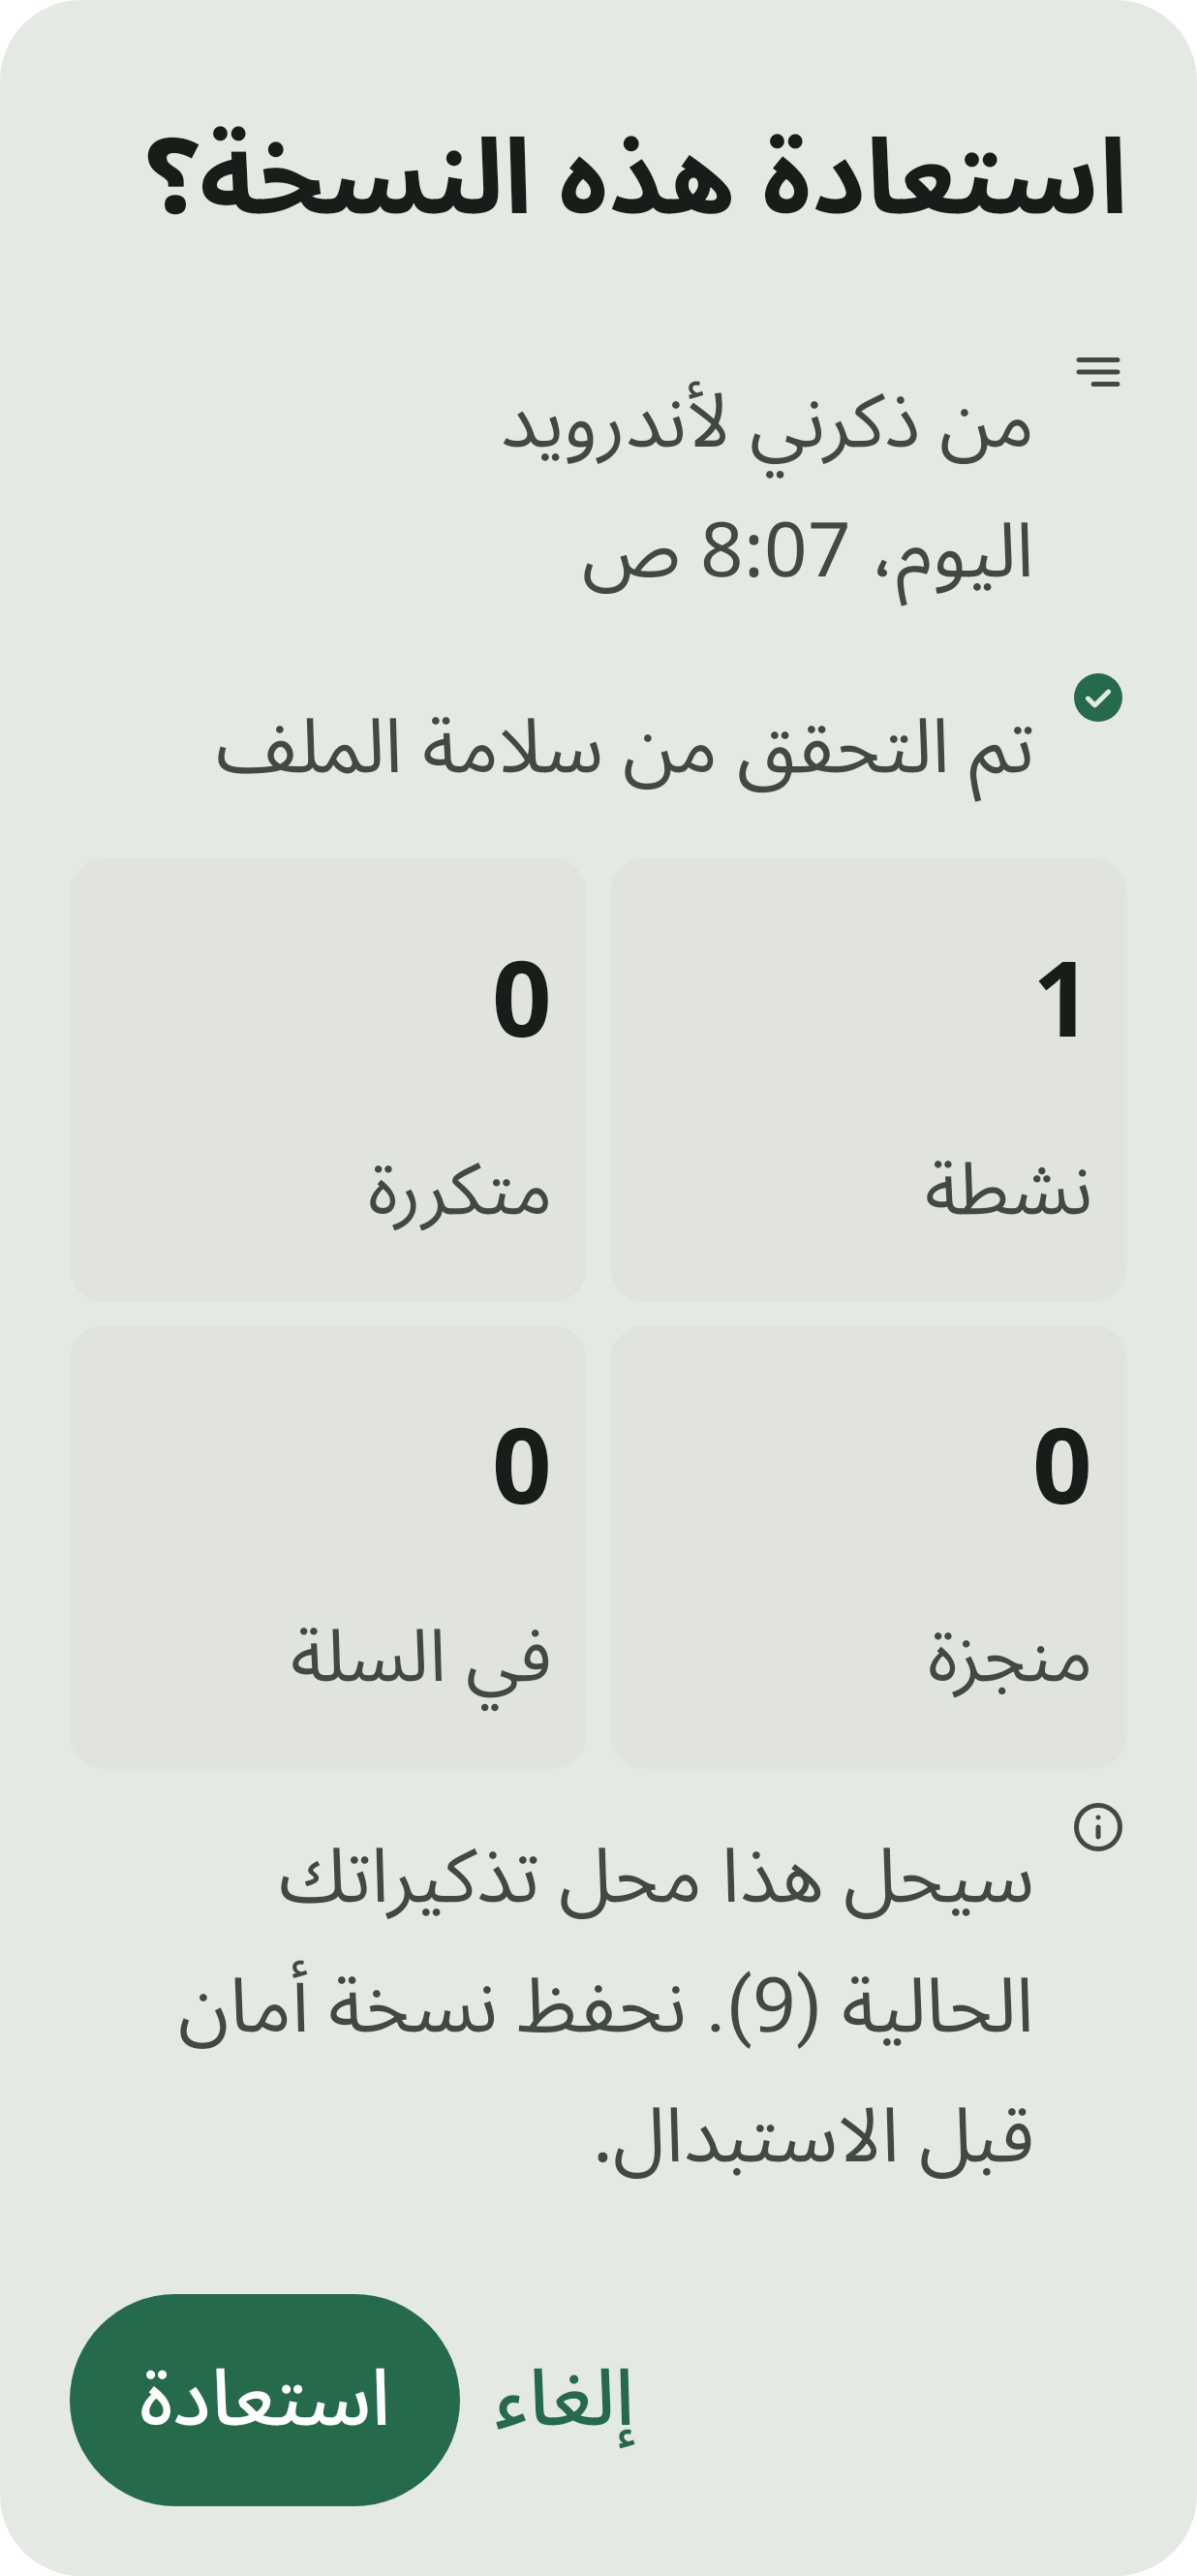 استعادة هذه النسخة؟
من ذكرني لأندرويد
اليوم، 8:07 ص
تم التحقق من سلامة الملف
1
نشطة
0
متكررة
0
منجزة
0
في السلة
سيحل هذا محل تذكيراتك
الحالية (9). نحفظ نسخة أمان
قبل الاستبدال.
إلغاء
استعادة